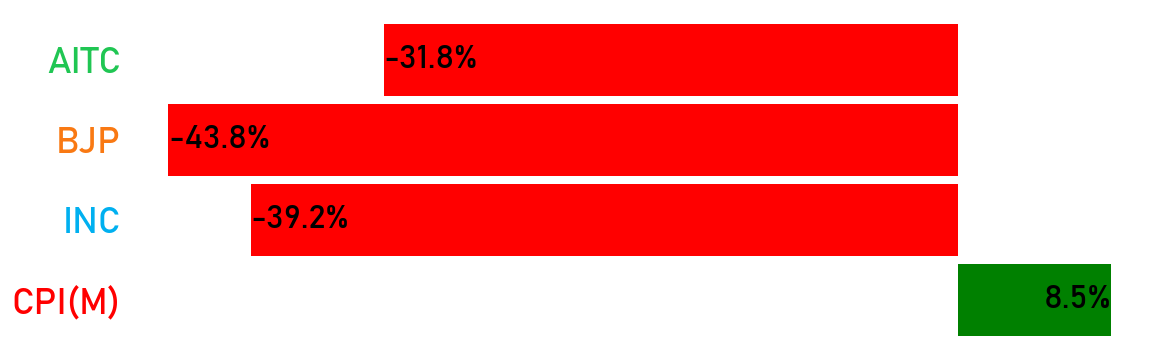 AITC -31.8%
BJP -43.8%
INC -39.2%
CPI(M) 8.5%